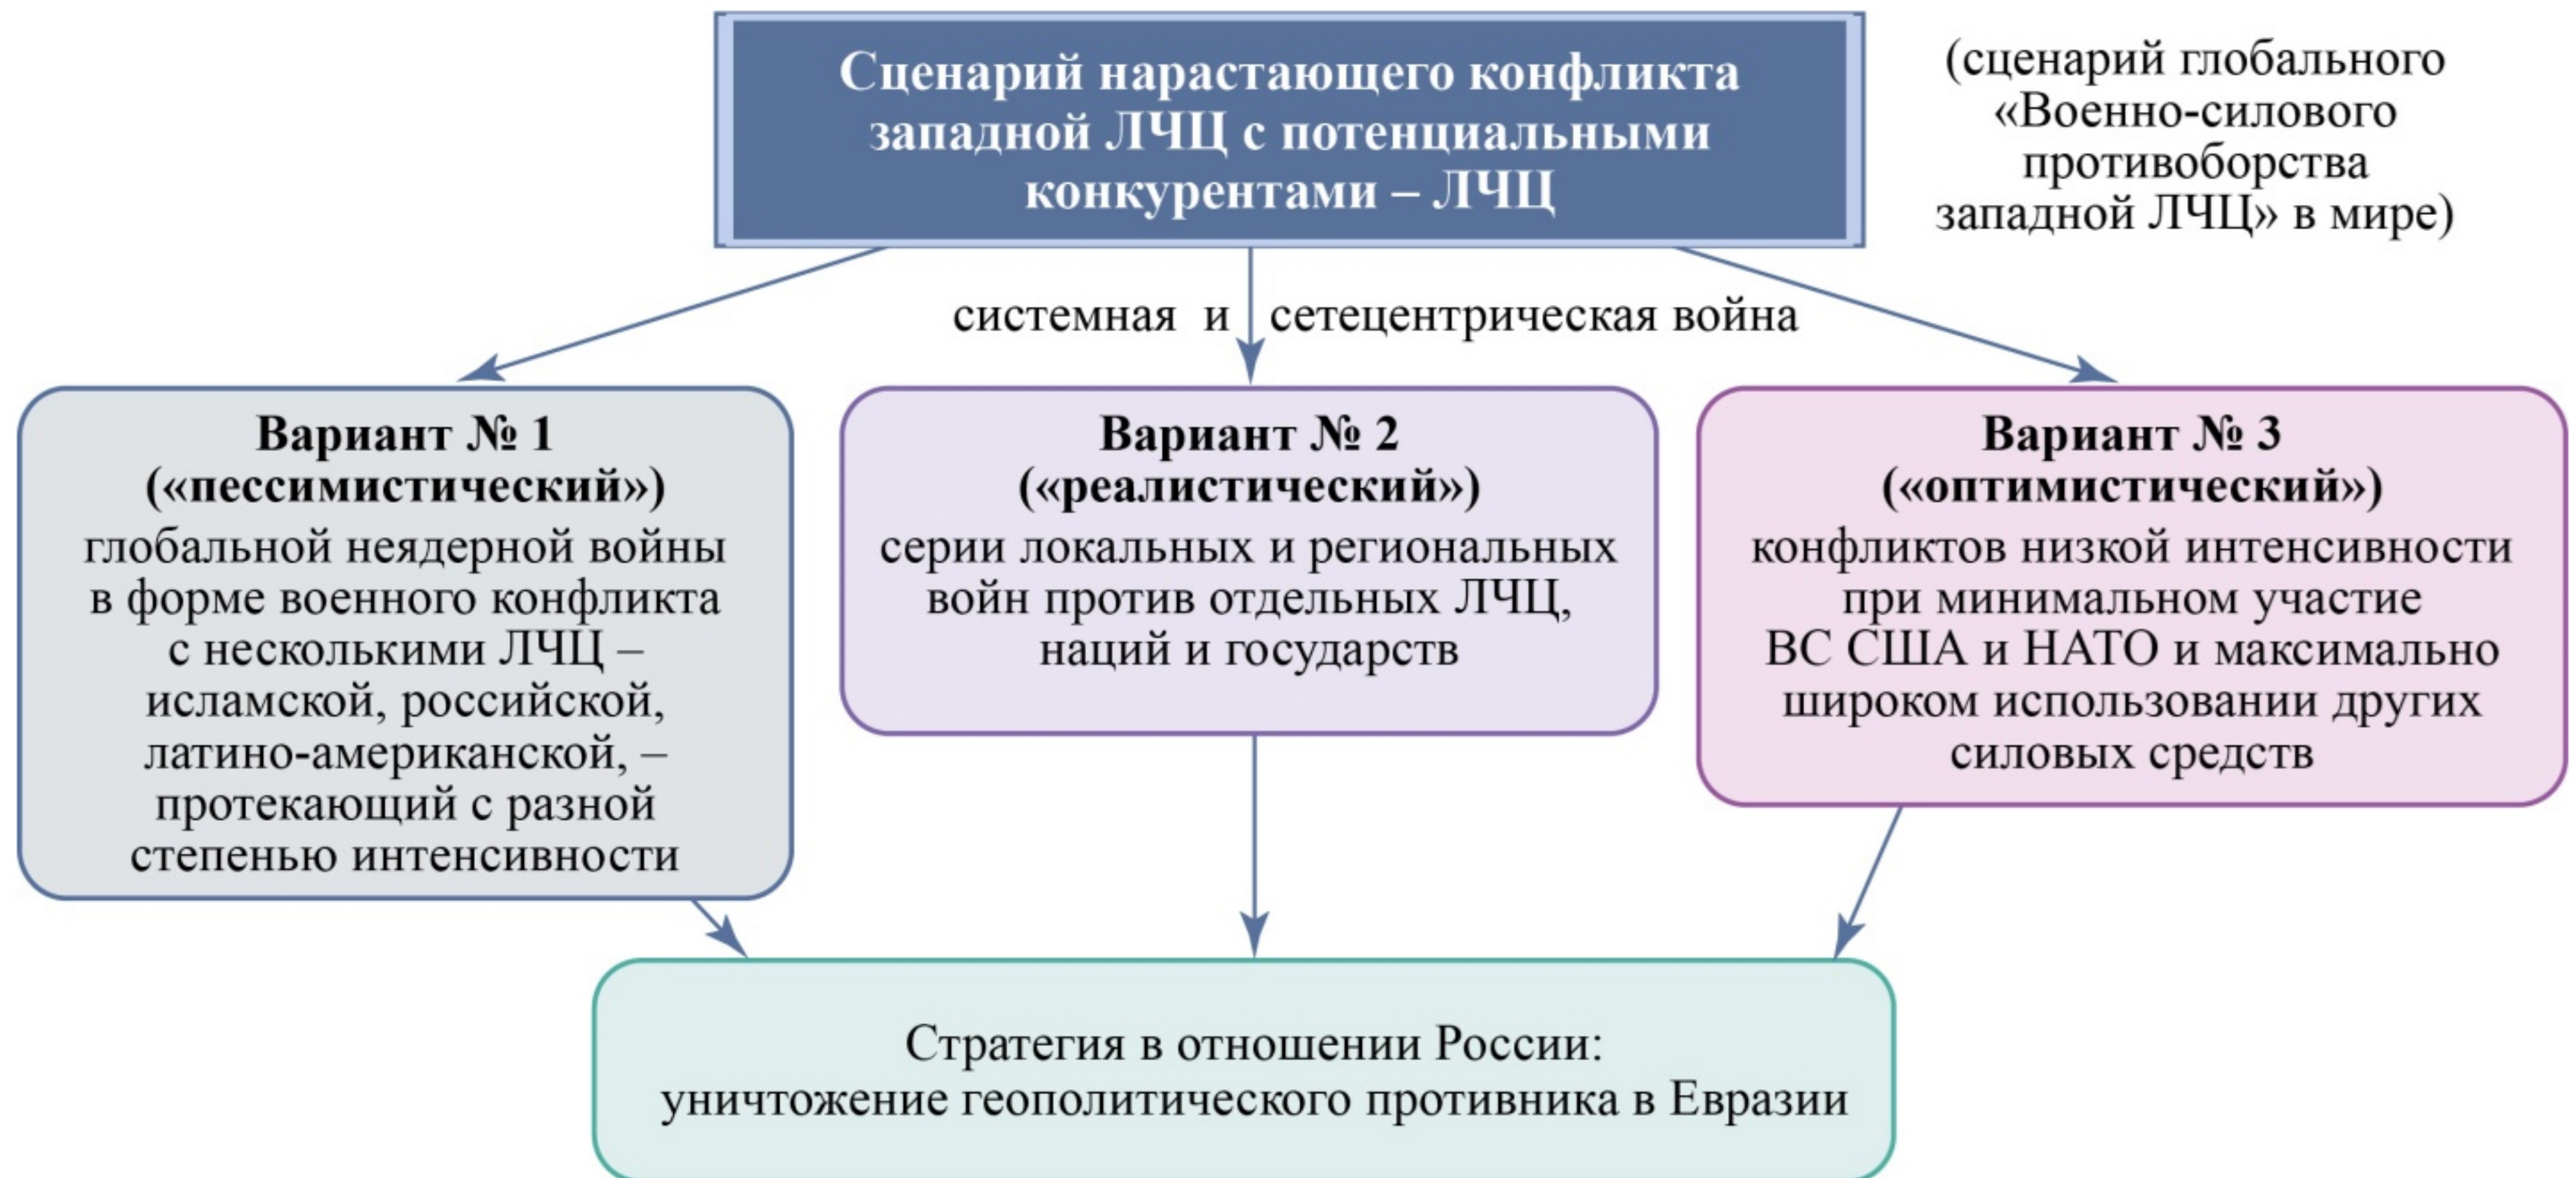 Сценарий нарастающего конфликта
западной ЛЧЦ с потенциальными
конкурентами – ЛЧЦ
(сценарий глобального
«Военно-силового
противоборства
западной ЛЧЦ» в мире)
системная и сетецентрическая война
Вариант № 1
(«пессимистический»)
глобальной неядерной войны
в форме военного конфликта
с несколькими ЛЧЦ –
исламской, российской,
латино-американской, –
протекающий с разной
степенью интенсивности
Вариант № 2
(«реалистический»)
серии локальных и региональных
войн против отдельных ЛЧЦ,
наций и государств
Вариант № 3
(«оптимистический»)
конфликтов низкой интенсивности
при минимальном участие
ВС США и НАТО и максимально
широком использовании других
силовых средств
Стратегия в отношении России:
уничтожение геополитического противника в Евразии